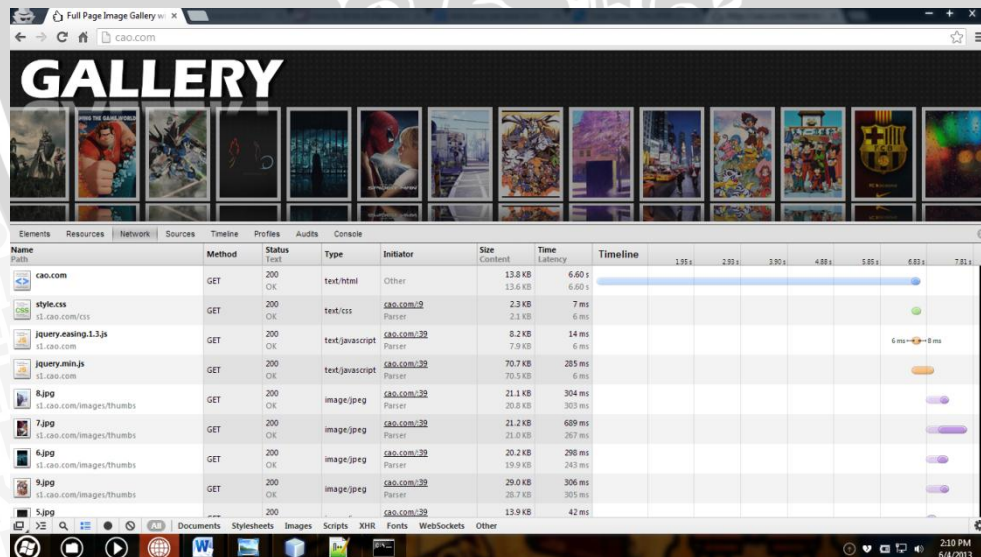 Full Page Image Gallery wi
cao.com
GALLERY
Elements Resources Network Sources Timeline Profiles Audits Console
Name Path Method Status Text Type Initiator Size Content Time Latency Timeline 1.95 s 2.93 s 3.90 s 4.88 s 5.85 s 6.83 s 7.81 s
cao.com GET 200 OK text/html Other 13.8 KB 13.6 KB 6.60 s 6.60 s
style.css s1.cao.com/css GET 200 OK text/css cao.com/:9 Parser 2.3 KB 2.1 KB 7 ms 6 ms
jquery.easing.1.3.js s1.cao.com GET 200 OK text/javascript cao.com/:39 Parser 8.2 KB 7.9 KB 14 ms 6 ms 6 ms 8 ms
jquery.min.js s1.cao.com GET 200 OK text/javascript cao.com/:39 Parser 70.7 KB 70.5 KB 285 ms 6 ms
8.jpg s1.cao.com/images/thumbs GET 200 OK image/jpeg cao.com/:39 Parser 21.1 KB 20.8 KB 304 ms 303 ms
7.jpg s1.cao.com/images/thumbs GET 200 OK image/jpeg cao.com/:39 Parser 21.2 KB 21.0 KB 689 ms 267 ms
6.jpg s1.cao.com/images/thumbs GET 200 OK image/jpeg cao.com/:39 Parser 20.2 KB 19.9 KB 298 ms 243 ms
9.jpg s1.cao.com/images/thumbs GET 200 OK image/jpeg cao.com/:39 Parser 29.0 KB 28.7 KB 306 ms 305 ms
5.jpg 200 cao.com/:39 13.9 KB 42 ms
All Documents Stylesheets Images Scripts XHR Fonts WebSockets Other
2:10 PM
6/4/2013